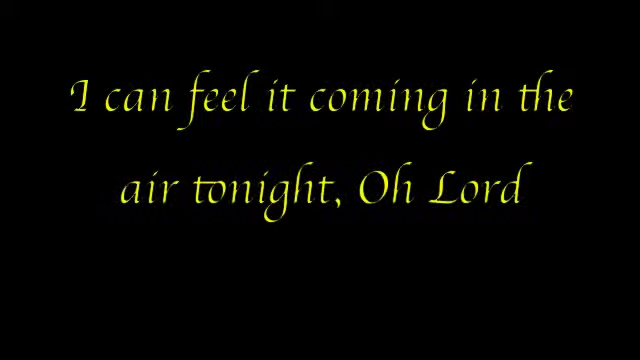 I can feel it coming in the
air tonight, Oh Lord